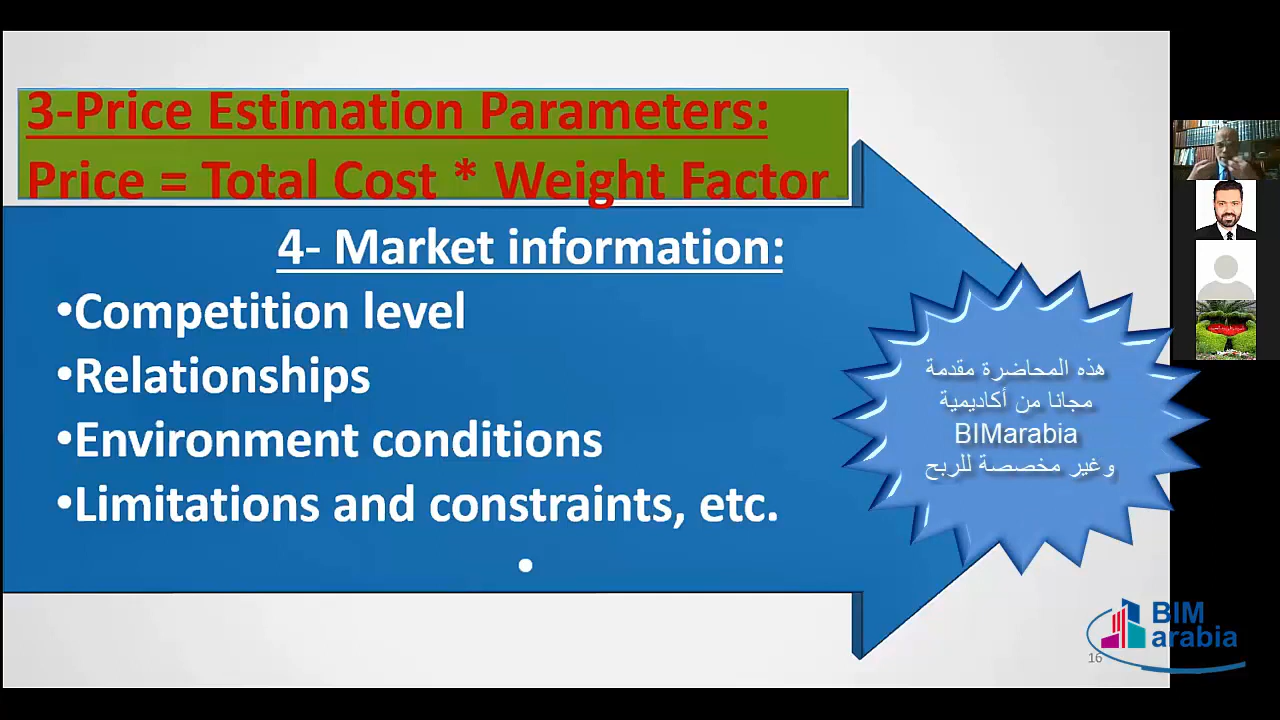 3-Price Estimation Parameters:
Price = Total Cost * Weight Factor
4- Market information:
•Competition level
•Relationships
•Environment conditions
•Limitations and constraints, etc.
•
هذه المحاضرة مقدمة
مجانا من أكاديمية
BIMarabia
وغير مخصصة للربح
BIM
arabia
16